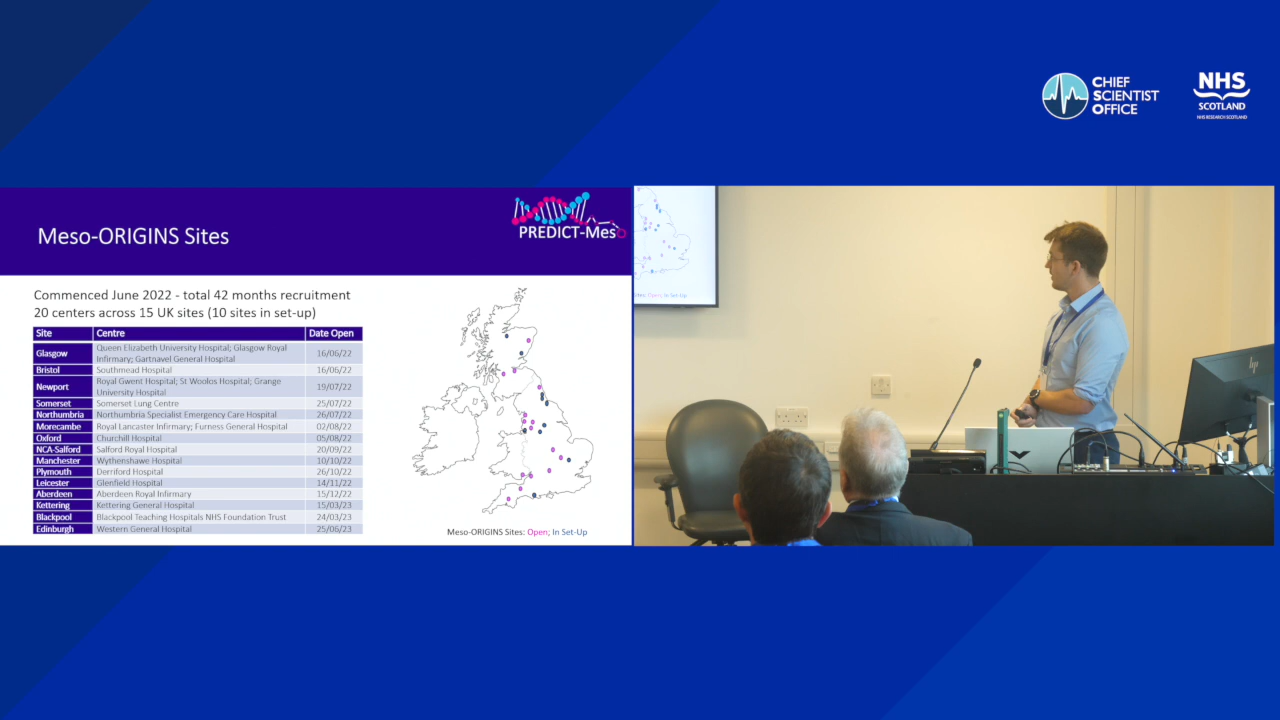 CHIEF
SCIENTIST
OFFICE
NHS
SCOTLAND
NHS RESEARCH SCOTLAND
PREDICT-Meso
Meso-ORIGINS Sites
Commenced June 2022 - total 42 months recruitment
20 centers across 15 UK sites (10 sites in set-up)
Site Centre Date Open
Glasgow Queen Elizabeth University Hospital; Glasgow Royal Infirmary; Gartnavel General Hospital 16/06/22
Bristol Southmead Hospital 16/06/22
Newport Royal Gwent Hospital; St Woolos Hospital; Grange University Hospital 19/07/22
Somerset Somerset Lung Centre 25/07/22
Northumbria Northumbria Specialist Emergency Care Hospital 26/07/22
Morecambe Royal Lancaster Infirmary; Furness General Hospital 02/08/22
Oxford Churchill Hospital 05/08/22
NCA-Salford Salford Royal Hospital 20/09/22
Manchester Wythenshawe Hospital 10/10/22
Plymouth Derriford Hospital 26/10/22
Leicester Glenfield Hospital 14/11/22
Aberdeen Aberdeen Royal Infirmary 15/12/22
Kettering Kettering General Hospital 15/03/23
Blackpool Blackpool Teaching Hospitals NHS Foundation Trust 24/03/23
Edinburgh Western General Hospital 25/06/23
Meso-ORIGINS Sites: Open; In Set-Up
Sites: Open; In Set-Up
hp